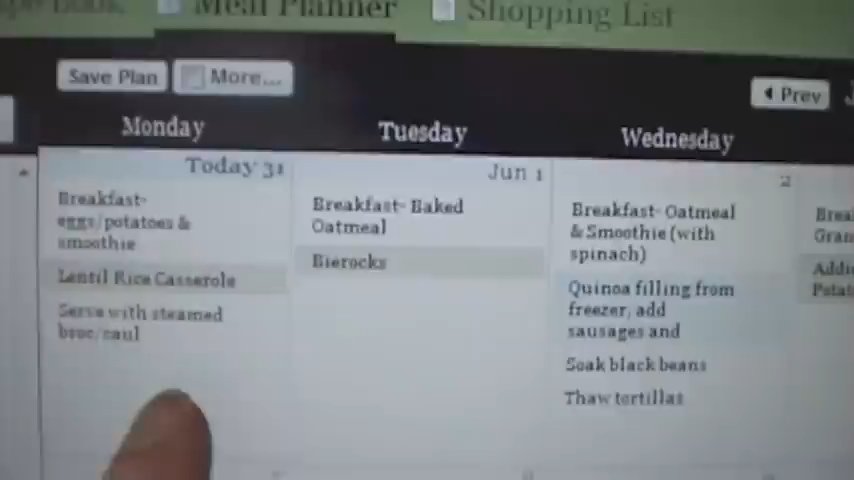 Book
Meal Planner
Shopping List
Save Plan
More...
Prev
Monday
Tuesday
Wednesday
Today 31
Jun 1
2
Breakfast-
eggs/potatoes &
smoothie
Lentil Rice Casserole
Serve with steamed
broc/caul
Breakfast- Baked
Oatmeal
Bierocks
Breakfast- Oatmeal
& Smoothie (with
spinach)
Quinoa filling from
freezer, add
sausages and
Soak black beans
Thaw tortillas